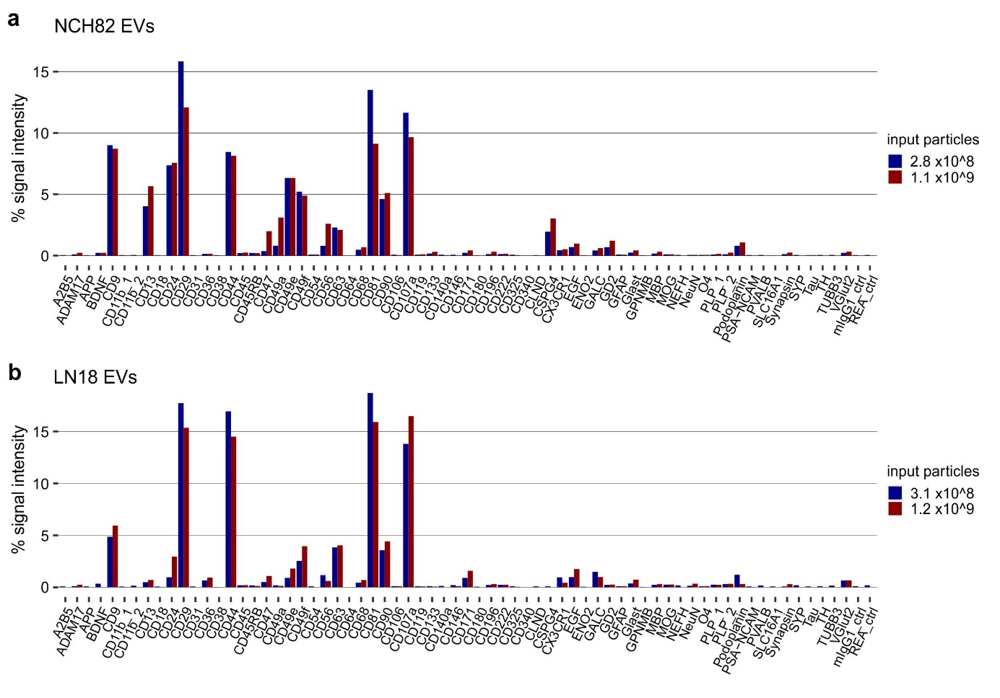 a
NCH82 EVs
% signal intensity
15
10
5
0
A2B5
ADAM17
APP
BDNF
CD9
CD11b_1
CD11b_2
CD13
CD18
CD24
CD29
CD31
CD36
CD38
CD44
CD45
CD45RB
CD47
CD49a
CD49e
CD49f
CD54
CD56
CD63
CD64
CD68
CD81
CD90
CD106
CD107a
CD119
CD133
CD140a
CD146
CD171
CD180
CD196
CD222
CD325
CD340
CLND
CSPG4
CX3CR1
EGF
ENO2
GALC
GD2
GFAP
Glast
GPNMB
MBP
MOG
NEFH
NeuN
O4
PLP_1
PLP_2
Podoplanin
PSA-NCAM
PVALB
SLC16A1
Synapsin
SYP
Tau
TH
TUBB3
VGlut2
mIgG1_ctrl
REA_ctrl
input particles
2.8 x10^8
1.1 x10^9
b
LN18 EVs
% signal intensity
15
10
5
0
A2B5
ADAM17
APP
BDNF
CD9
CD11b_1
CD11b_2
CD13
CD18
CD24
CD29
CD31
CD36
CD38
CD44
CD45
CD45RB
CD47
CD49a
CD49e
CD49f
CD54
CD56
CD63
CD64
CD68
CD81
CD90
CD106
CD107a
CD119
CD133
CD140a
CD146
CD171
CD180
CD196
CD222
CD325
CD340
CLND
CSPG4
CX3CR1
EGF
ENO2
GALC
GD2
GFAP
Glast
GPNMB
MBP
MOG
NEFH
NeuN
O4
PLP_1
PLP_2
Podoplanin
PSA-NCAM
PVALB
SLC16A1
Synapsin
SYP
Tau
TH
TUBB3
VGlut2
mIgG1_ctrl
REA_ctrl
input particles
3.1 x10^8
1.2 x10^9